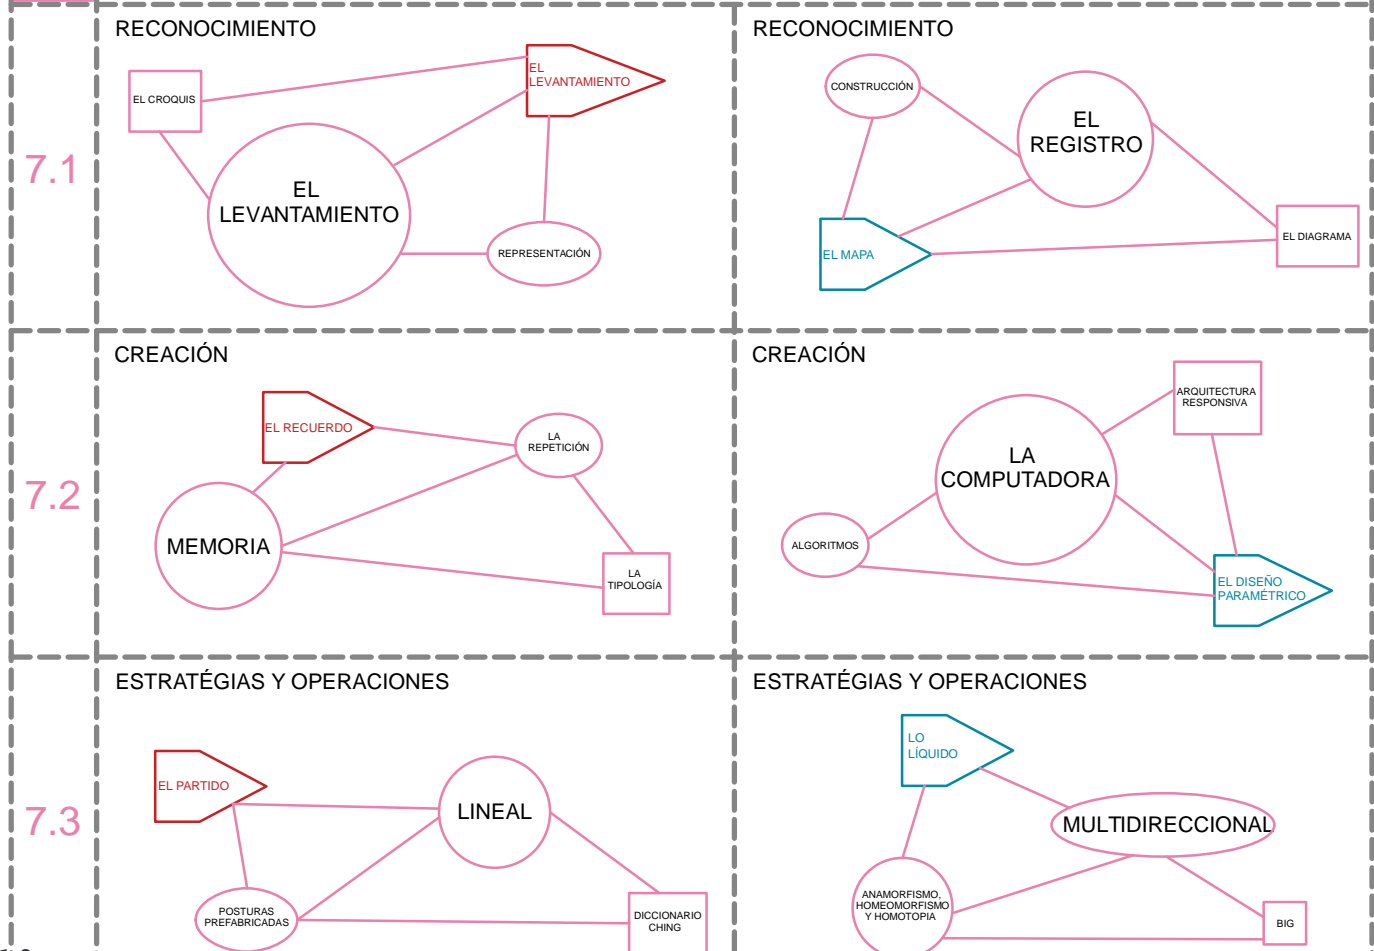 RECONOCIMIENTO
EL CROQUIS
EL
LEVANTAMIENTO
EL
LEVANTAMIENTO
REPRESENTACIÓN
7.1
RECONOCIMIENTO
CONSTRUCCIÓN
EL
REGISTRO
EL MAPA
EL DIAGRAMA
CREACIÓN
EL RECUERDO
LA
REPETICIÓN
MEMORIA
LA
TIPOLOGÍA
7.2
CREACIÓN
ARQUITECTURA
RESPONSIVA
LA
COMPUTADORA
ALGORITMOS
EL DISEÑO
PARAMÉTRICO
ESTRATÉGIAS Y OPERACIONES
EL PARTIDO
LINEAL
POSTURAS
PREFABRICADAS
DICCIONARIO
CHING
7.3
ESTRATÉGIAS Y OPERACIONES
LO
LÍQUIDO
MULTIDIRECCIONAL
ANAMORFISMO,
HOMEOMORFISMO
Y HOMOTOPIA
BIG